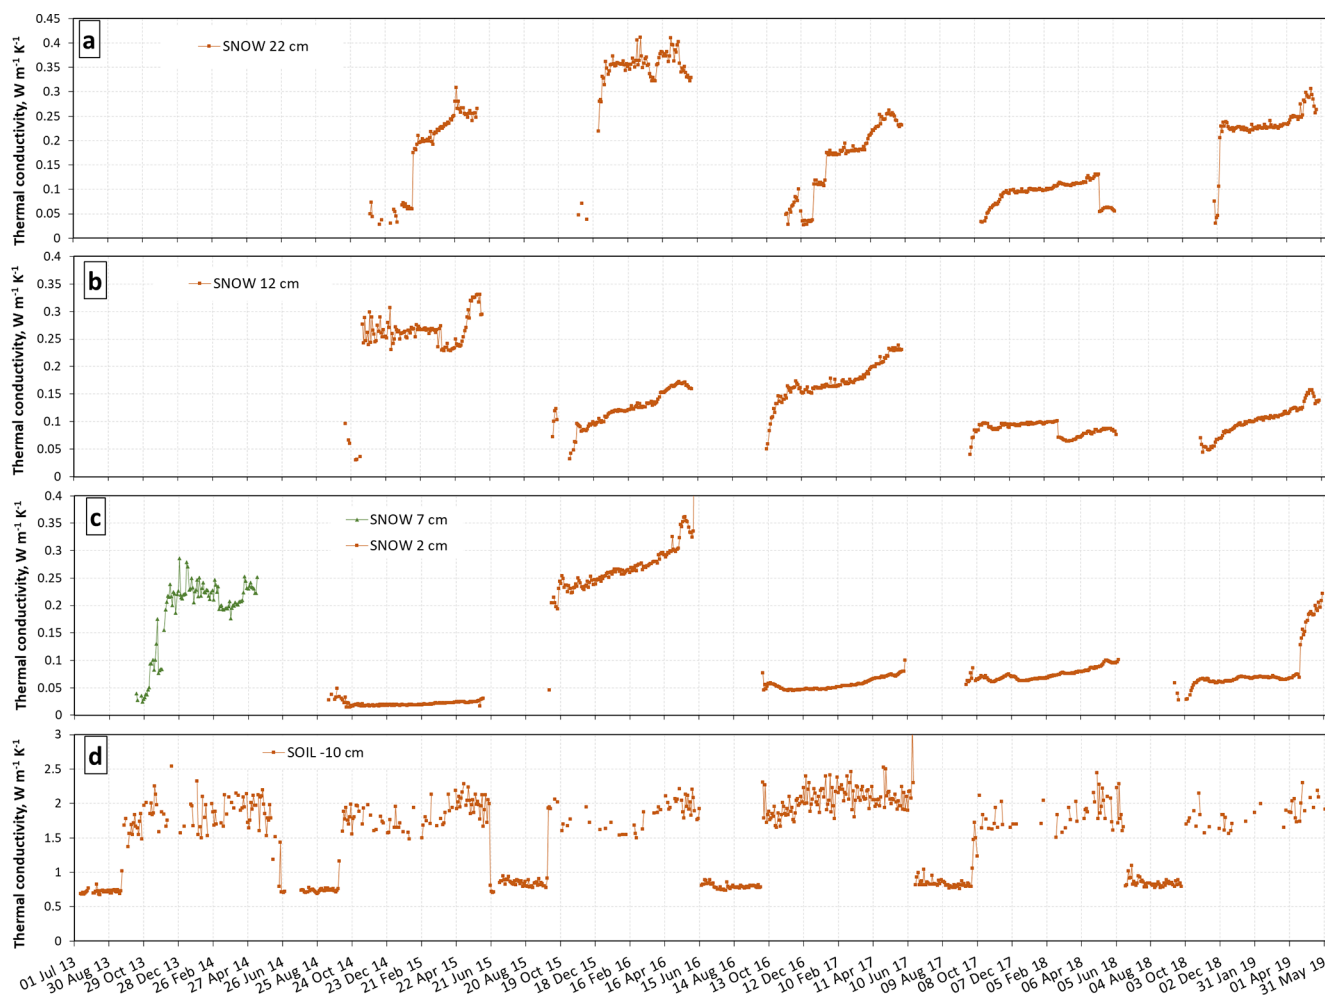 Thermal conductivity, W m⁻¹ K⁻¹
0.45
0.4
0.35
0.3
0.25
0.2
0.15
0.1
0.05
0
a
SNOW 22 cm
Thermal conductivity, W m⁻¹ K⁻¹
0.4
0.35
0.3
0.25
0.2
0.15
0.1
0.05
0
b
SNOW 12 cm
Thermal conductivity, W m⁻¹ K⁻¹
0.4
0.35
0.3
0.25
0.2
0.15
0.1
0.05
0
c
SNOW 7 cm
SNOW 2 cm
Thermal conductivity, W m⁻¹ K⁻¹
3
2.5
2
1.5
1
0.5
0
d
SOIL -10 cm
01 Jul 13
30 Aug 13
29 Oct 13
28 Dec 13
26 Feb 14
27 Apr 14
26 Jun 14
25 Aug 14
24 Oct 14
23 Dec 14
21 Feb 15
22 Apr 15
21 Jun 15
20 Aug 15
19 Oct 15
18 Dec 15
16 Feb 16
16 Apr 16
15 Jun 16
14 Aug 16
13 Oct 16
12 Dec 16
10 Feb 17
11 Apr 17
10 Jun 17
09 Aug 17
08 Oct 17
07 Dec 17
05 Feb 18
06 Apr 18
05 Jun 18
04 Aug 18
03 Oct 18
02 Dec 18
31 Jan 19
01 Apr 19
31 May 19